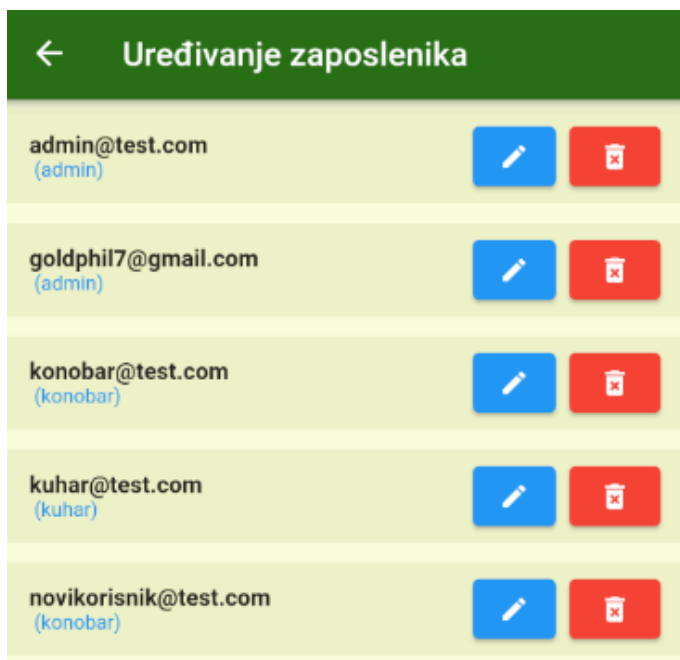 Uređivanje zaposlenika
admin@test.com
(admin)
goldphil7@gmail.com
(admin)
konobar@test.com
(konobar)
kuhar@test.com
(kuhar)
novikorisnik@test.com
(konobar)